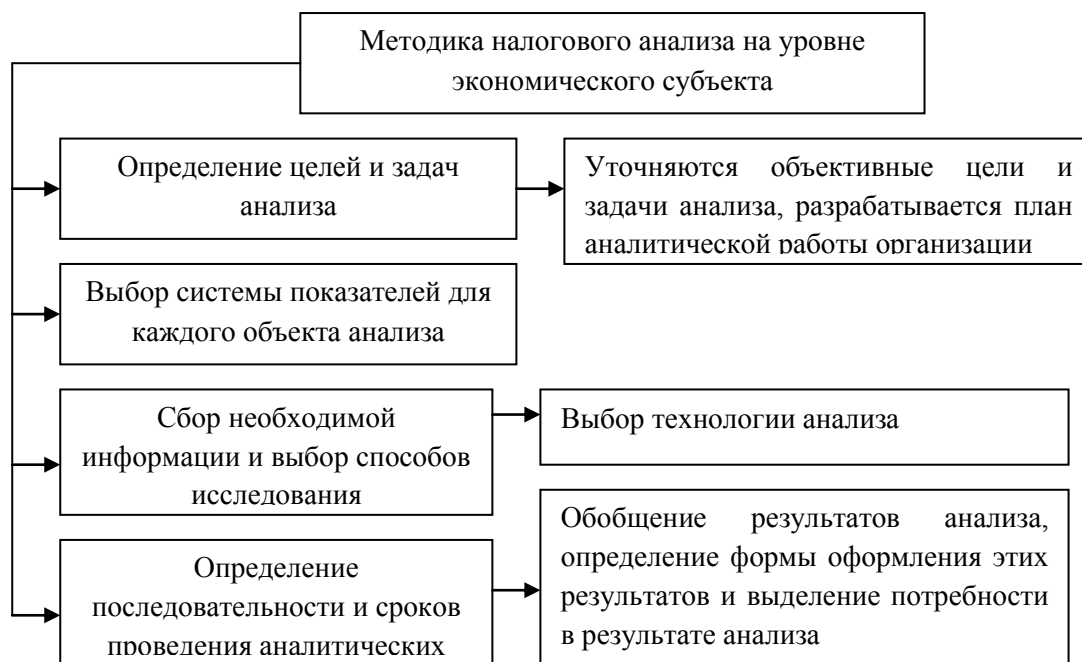 Методика налогового анализа на уровне
экономического субъекта
Определение целей и задач
анализа
Уточняются объективные цели и
задачи анализа, разрабатывается план
аналитической работы организации
Выбор системы показателей для
каждого объекта анализа
Сбор необходимой
информации и выбор способов
исследования
Выбор технологии анализа
Определение
последовательности и сроков
проведения аналитических
Обобщение результатов анализа,
определение формы оформления этих
результатов и выделение потребности
в результате анализа